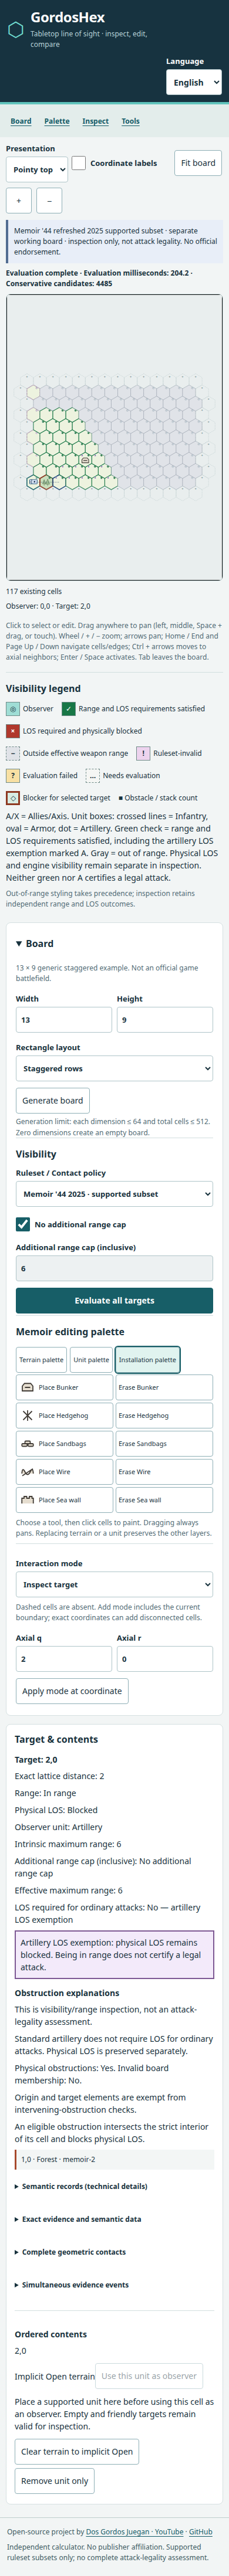 GordosHex
Tabletop line of sight · inspect, edit,
compare
Language
English
Board Palette Inspect Tools
Presentation
Pointy top
Coordinate labels
Fit board
+
−
Memoir '44 refreshed 2025 supported subset · separate
working board · inspection only, not attack legality. No official
endorsement.
Evaluation complete · Evaluation milliseconds: 204.2 ·
Conservative candidates: 4485
117 existing cells
Observer: 0,0 · Target: 2,0
Click to select or edit. Drag anywhere to pan (left, middle, Space +
drag, or touch). Wheel / + / − zoom; arrows pan; Home / End and
Page Up / Down navigate cells/edges; Ctrl + arrows move to
axial neighbors; Enter / Space activates. Tab leaves the board.
Visibility legend
◎ Observer
✓ Range and LOS requirements satisfied
× LOS required and physically blocked
− Outside effective weapon range
! Ruleset-invalid
? Evaluation failed
… Needs evaluation
◇ Blocker for selected target
■ Obstacle / stack count
A/X = Allies/Axis. Unit boxes: crossed lines = Infantry,
oval = Armor, dot = Artillery. Green check = range and
LOS requirements satisfied, including the artillery LOS
exemption marked A. Gray = out of range. Physical LOS
and engine visibility remain separate in inspection.
Neither green nor A certifies a legal attack.
Out-of-range styling takes precedence; inspection retains
independent range and LOS outcomes.
▼ Board
13 × 9 generic staggered example. Not an official game
battlefield.
Width
Height
13
9
Rectangle layout
Staggered rows
Generate board
Generation limit: each dimension ≤ 64 and total cells ≤ 512.
Zero dimensions create an empty board.
Visibility
Ruleset / Contact policy
Memoir '44 2025 · supported subset
No additional range cap
Additional range cap (inclusive)
6
Evaluate all targets
Memoir editing palette
Terrain palette
Unit palette
Installation palette
Place Bunker
Erase Bunker
Place Hedgehog
Erase Hedgehog
Place Sandbags
Erase Sandbags
Place Wire
Erase Wire
Place Sea wall
Erase Sea wall
Choose a tool, then click cells to paint. Dragging always
pans. Replacing terrain or a unit preserves the other layers.
Interaction mode
Inspect target
Dashed cells are absent. Add mode includes the current
boundary; exact coordinates can add disconnected cells.
Axial q
Axial r
2
0
Apply mode at coordinate
Target & contents
Target: 2,0
Exact lattice distance: 2
Range: In range
Physical LOS: Blocked
Observer unit: Artillery
Intrinsic maximum range: 6
Additional range cap (inclusive): No additional
range cap
Effective maximum range: 6
LOS required for ordinary attacks: No — artillery
LOS exemption
Artillery LOS exemption: physical LOS remains
blocked. Being in range does not certify a legal
attack.
Obstruction explanations
This is visibility/range inspection, not an attack-
legality assessment.
Standard artillery does not require LOS for ordinary
attacks. Physical LOS is preserved separately.
Physical obstructions: Yes. Invalid board
membership: No.
Origin and target elements are exempt from
intervening-obstruction checks.
An eligible obstruction intersects the strict interior
of its cell and blocks physical LOS.
1,0 · Forest · memoir-2
▶ Semantic records (technical details)
▶ Exact evidence and semantic data
▶ Complete geometric contacts
▶ Simultaneous evidence events
Ordered contents
2,0
Implicit Open terrain
Use this unit as observer
Place a supported unit here before using this cell as
an observer. Empty and friendly targets remain
valid for inspection.
Clear terrain to implicit Open
Remove unit only
Open-source project by Dos Gordos Juegan · YouTube · GitHub
Independent calculator. No publisher affiliation. Supported
ruleset subsets only; no complete attack-legality assessment.